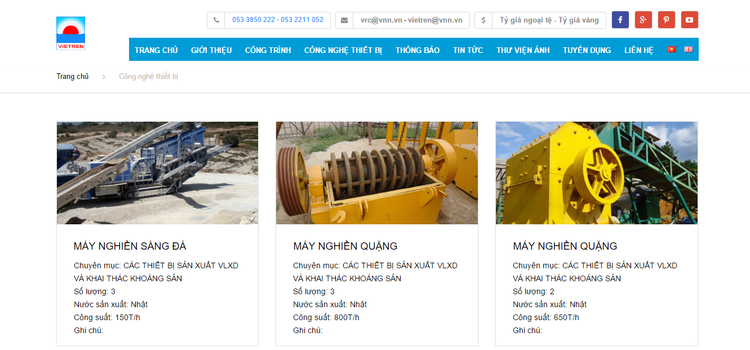 053 3850 222 - 053 2211 052
vrc@vnn.vn - vietren@vnn.vn
$ Tỷ giá ngoại tệ - Tỷ giá vàng
VIETREN
TRANG CHỦ GIỚI THIỆU CÔNG TRÌNH CÔNG NGHỆ THIẾT BỊ THÔNG BÁO TIN TỨC THƯ VIỆN ẢNH TUYỂN DỤNG LIÊN HỆ
Trang chủ > Công nghệ thiết bị
MÁY NGHIỀN SÀNG ĐÁ
Chuyên mục: CÁC THIẾT BỊ SẢN XUẤT VLXD
VÀ KHAI THÁC KHOÁNG SẢN
Số lượng: 3
Nước sản xuất: Nhật
Công suất: 150T/h
Ghi chú:
MÁY NGHIỀN QUẶNG
Chuyên mục: CÁC THIẾT BỊ SẢN XUẤT VLXD
VÀ KHAI THÁC KHOÁNG SẢN
Số lượng: 3
Nước sản xuất: Nhật
Công suất: 800T/h
Ghi chú:
MÁY NGHIỀN QUẶNG
Chuyên mục: CÁC THIẾT BỊ SẢN XUẤT VLXD
VÀ KHAI THÁC KHOÁNG SẢN
Số lượng: 2
Nước sản xuất: Nhật
Công suất: 650T/h
Ghi chú: